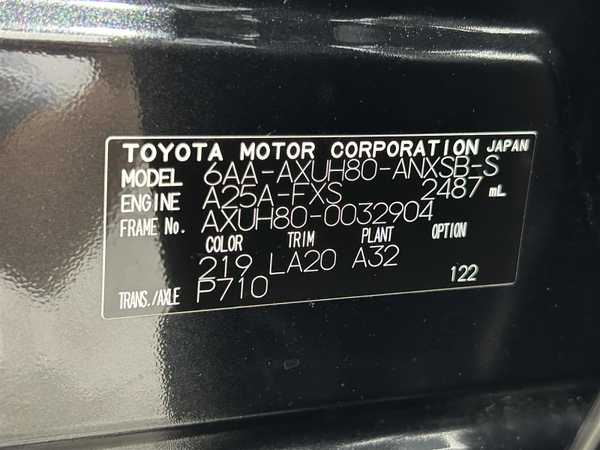 TOYOTA MOTOR CORPORATION JAPAN
MODEL 6AA-AXUH80-ANXSB-S
ENGINE A25A-FXS 2487 mL
FRAME No. AXUH80-0032904
COLOR TRIM PLANT OPTION
219 LA20 A32
TRANS./AXLE P710 122